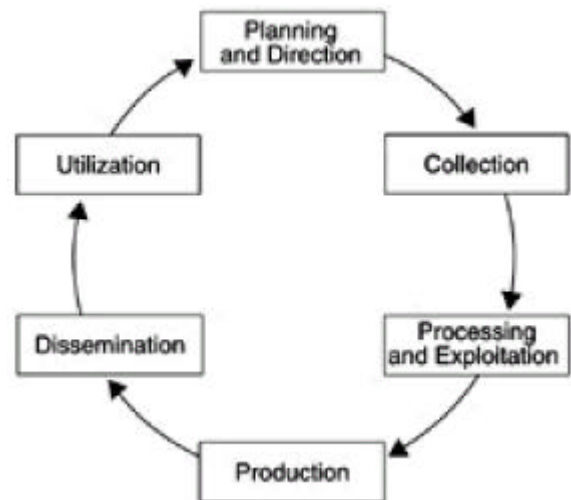 Planning
and Direction
Collection
Processing
and Exploitation
Production
Dissemination
Utilization